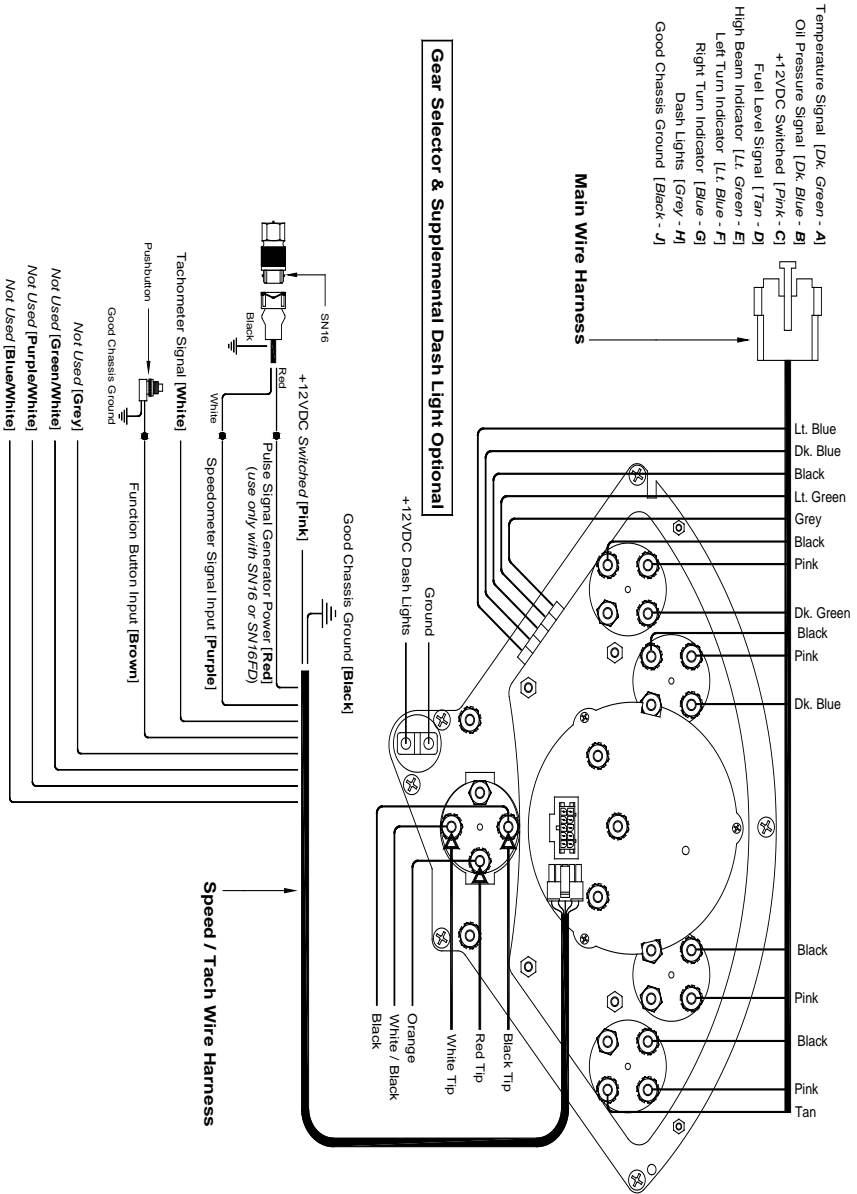 Temperature Signal [Dk. Green - A]
Oil Pressure Signal [Dk. Blue - B]
+12VDC Switched [Pink - C]
Fuel Level Signal [Tan - D]
High Beam Indicator [Lt. Green - E]
Left Turn Indicator [Lt. Blue - F]
Right Turn Indicator [Blue - G]
Dash Lights [Grey - H]
Good Chassis Ground [Black - J]
Main Wire Harness
Lt. Blue
Dk. Blue
Black
Lt. Green
Grey
Black
Pink
Dk. Green
Black
Pink
Dk. Blue
Black
Pink
Black
Pink
Tan
Gear Selector & Supplemental Dash Light Optional
Ground
+12VDC Dash Lights
Black Tip
Red Tip
White Tip
Orange
White / Black
Black
Good Chassis Ground [Black]
+12VDC Switched [Pink]
SN16
Black
Red
White
Pulse Signal Generator Power [Red]
(use only with SN16 or SN16FD)
Speedometer Signal Input [Purple]
Tachometer Signal [White]
Pushbutton
Good Chassis Ground
Function Button Input [Brown]
Not Used [Grey]
Not Used [Green/White]
Not Used [Purple/White]
Not Used [Blue/White]
Speed / Tach Wire Harness